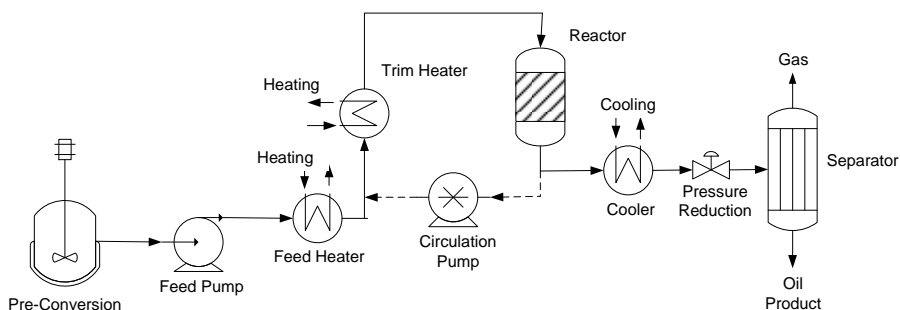 Reactor
Trim Heater
Heating
Gas
Cooling
Heating
Separator
Pressure
Reduction
Cooler
Circulation
Pump
Feed Heater
Feed Pump
Pre-Conversion
Oil
Product